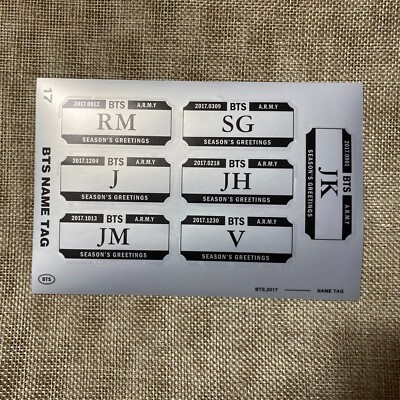 17
BTS NAME TAG
BTS
2017.0912 BTS A.R.M.Y
RM
SEASON'S GREETINGS
2017.0309 BTS A.R.M.Y
SG
SEASON'S GREETINGS
2017.1204 BTS A.R.M.Y
J
SEASON'S GREETINGS
2017.0218 BTS A.R.M.Y
JH
SEASON'S GREETINGS
2017.1013 BTS A.R.M.Y
JM
SEASON'S GREETINGS
2017.1230 BTS A.R.M.Y
V
SEASON'S GREETINGS
2017.0901 BTS A.R.M.Y
JK
SEASON'S GREETINGS
BTS,2017 NAME TAG